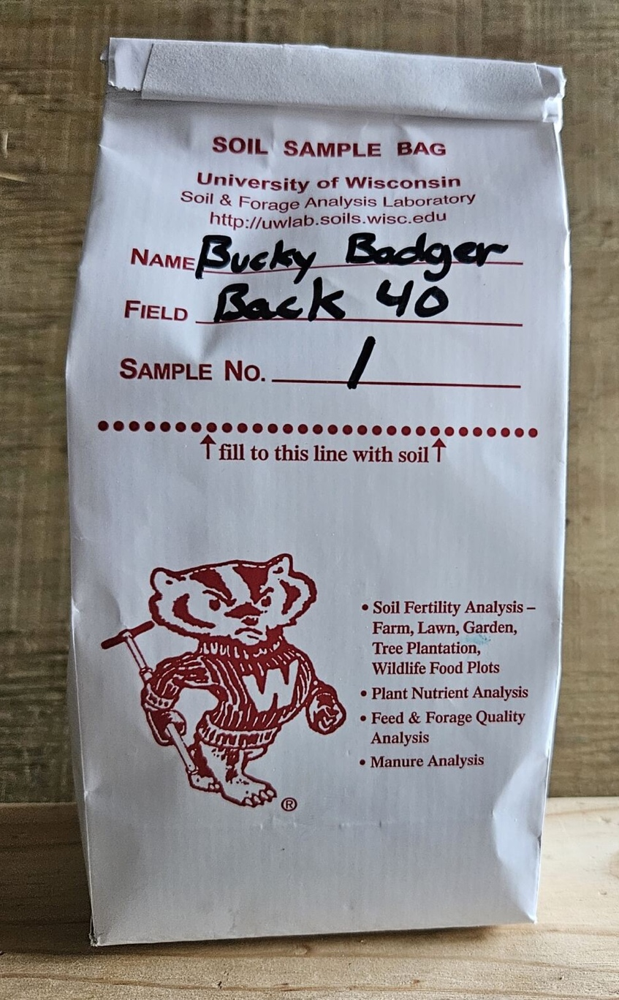 SOIL SAMPLE BAG
University of Wisconsin
Soil & Forage Analysis Laboratory
http://uwlab.soils.wisc.edu
NAME Bucky Badger
FIELD Back 40
SAMPLE NO. 1
↑fill to this line with soil↑
• Soil Fertility Analysis –
Farm, Lawn, Garden,
Tree Plantation,
Wildlife Food Plots
• Plant Nutrient Analysis
• Feed & Forage Quality
Analysis
• Manure Analysis
W
®